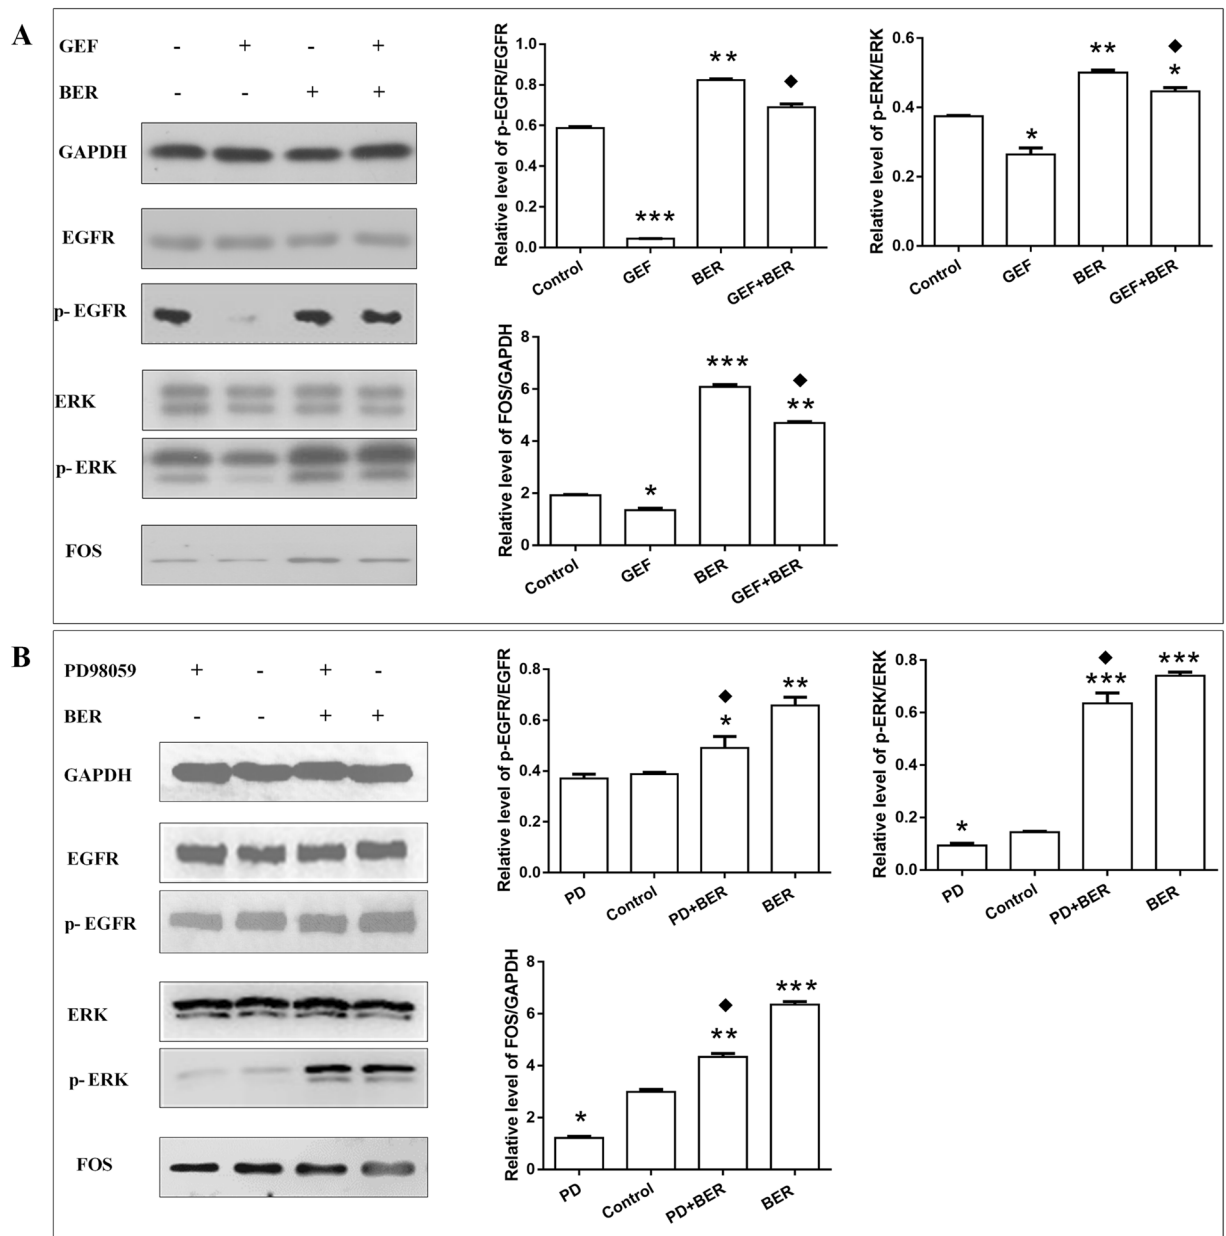 A
GEF - + - +
BER - - + +
GAPDH
EGFR
p-EGFR
ERK
p-ERK
FOS
Relative level of p-EGFR/EGFR
1.0
0.8
0.6
0.4
0.2
0.0
***
**
◆
Control GEF BER GEF+BER
Relative level of p-ERK/ERK
0.6
0.4
0.2
0.0
*
**
◆
*
Control GEF BER GEF+BER
Relative level of FOS/GAPDH
8
6
4
2
0
*
***
◆
**
Control GEF BER GEF+BER
B
PD98059 + - + -
BER - - + +
GAPDH
EGFR
p-EGFR
ERK
p-ERK
FOS
Relative level of p-EGFR/EGFR
0.8
0.6
0.4
0.2
0.0
◆
*
**
PD Control PD+BER BER
Relative level of p-ERK/ERK
0.8
0.6
0.4
0.2
0.0
*
◆
***
***
PD Control PD+BER BER
Relative level of FOS/GAPDH
8
6
4
2
0
*
◆
**
***
PD Control PD+BER BER